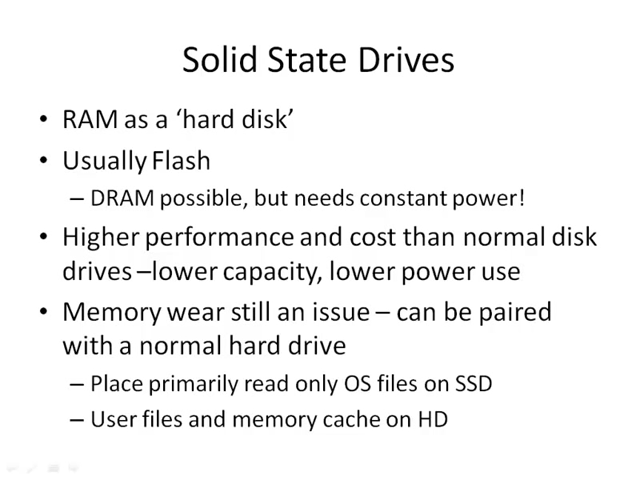 Solid State Drives
• RAM as a ‘hard disk’
• Usually Flash
– DRAM possible, but needs constant power!
• Higher performance and cost than normal disk
drives –lower capacity, lower power use
• Memory wear still an issue – can be paired
with a normal hard drive
– Place primarily read only OS files on SSD
– User files and memory cache on HD